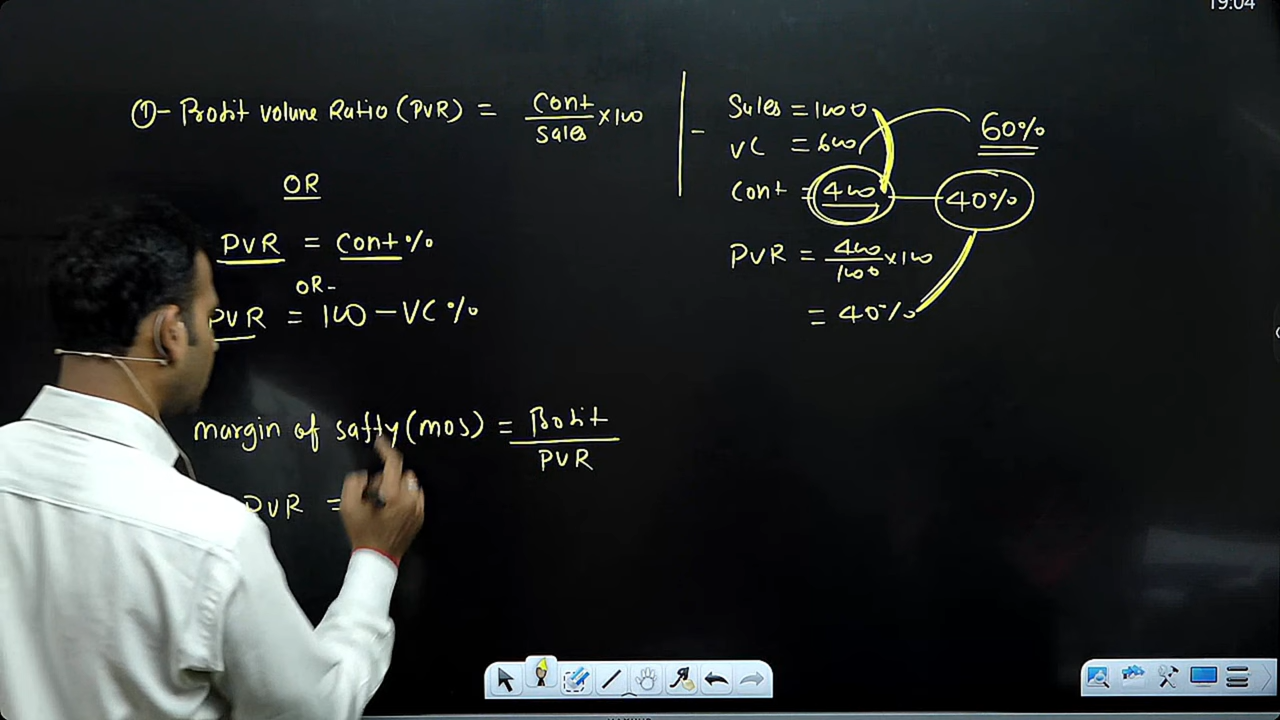 19:04
①- Profit volume Ratio (PVR) = Cont/Sales ×100
OR
PVR = Cont%
OR-
PVR = 100 - VC%
margin of safty (mos) = Profit/PVR
PVR =
Sales = 1000
VC = 600
60%
Cont = 400
40%
PVR = 400/1000 ×100
= 40%